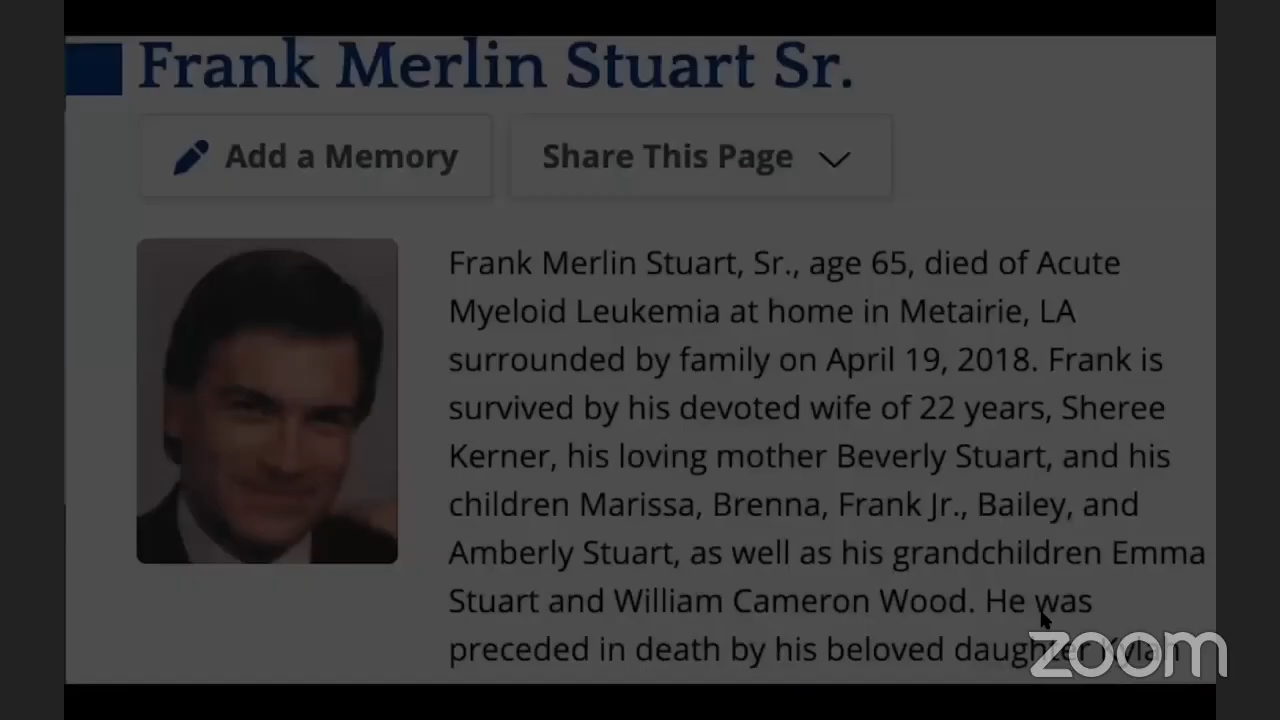 Frank Merlin Stuart Sr.
Add a Memory
Share This Page
Frank Merlin Stuart, Sr., age 65, died of Acute
Myeloid Leukemia at home in Metairie, LA
surrounded by family on April 19, 2018. Frank is
survived by his devoted wife of 22 years, Sheree
Kerner, his loving mother Beverly Stuart, and his
children Marissa, Brenna, Frank Jr., Bailey, and
Amberly Stuart, as well as his grandchildren Emma
Stuart and William Cameron Wood. He was
preceded in death by his beloved daughter
zoom